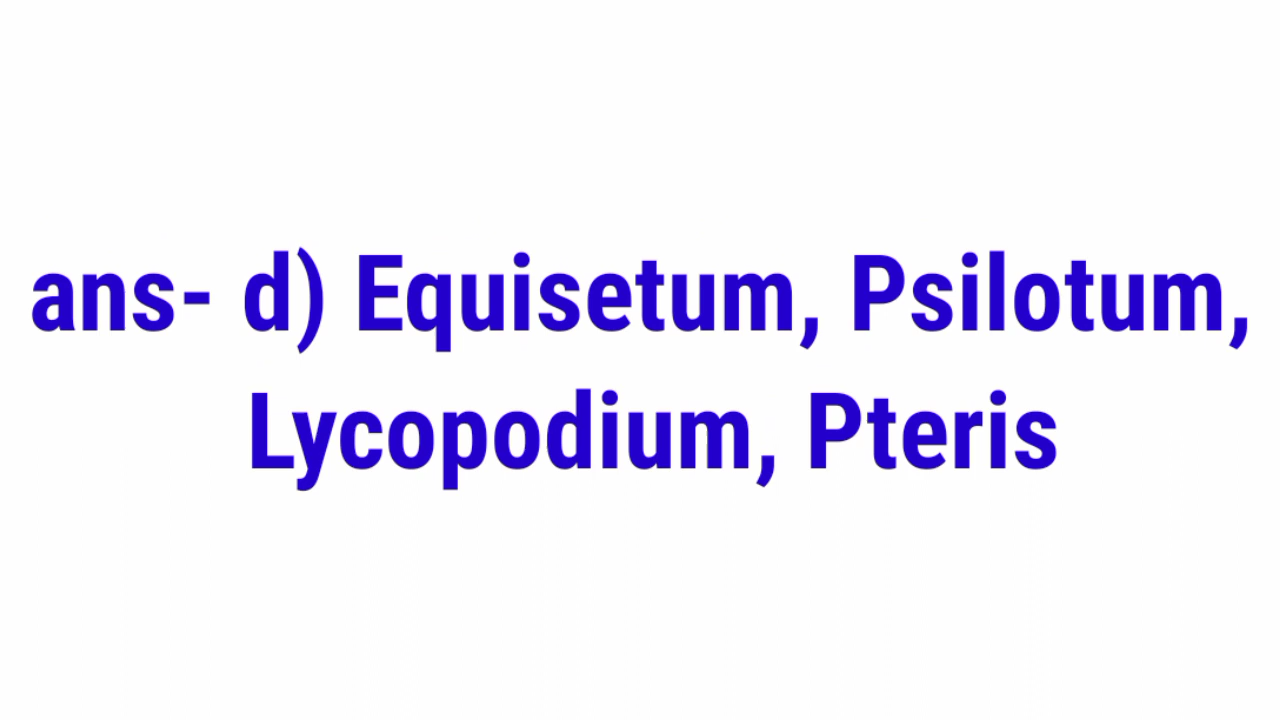 ans- d) Equisetum, Psilotum,
Lycopodium, Pteris